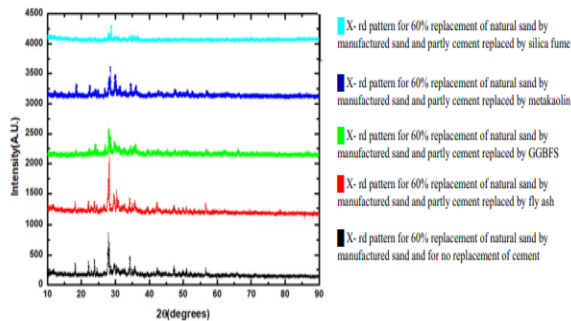 4500
4000
3500
3000
2500
2000
1500
1000
500
0
Intensity(A.U.)
10 20 30 40 50 60 70 80 90
2θ(degrees)
X- rd pattern for 60% replacement of natural sand by
manufactured sand and partly cement replaced by silica fume
X- rd pattern for 60% replacement of natural sand by
manufactured sand and partly cement replaced by metakaolin
X- rd pattern for 60% replacement of natural sand by
manufactured sand and partly cement replaced by GGBFS
X- rd pattern for 60% replacement of natural sand by
manufactured sand and partly cement replaced by fly ash
X- rd pattern for 60% replacement of natural sand by
manufactured sand and for no replacement of cement